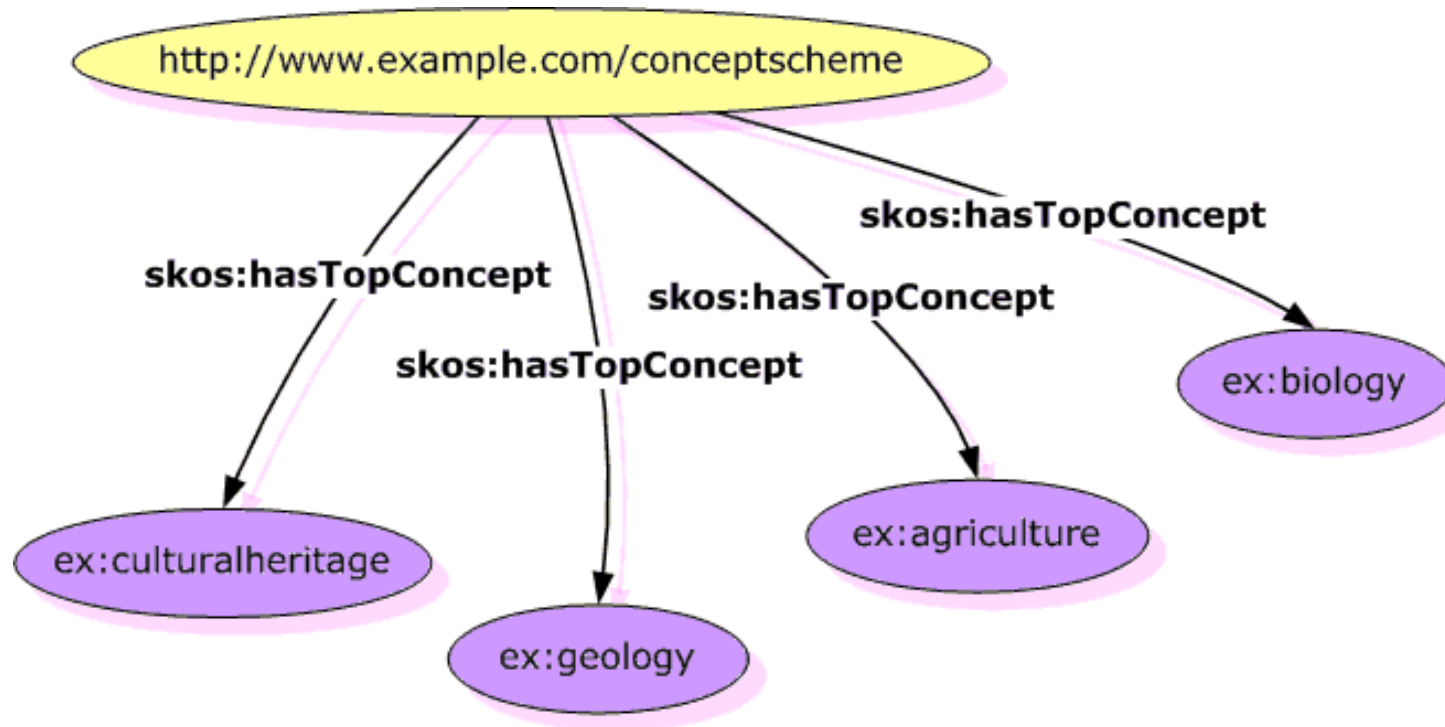 http://www.example.com/conceptscheme
skos:hasTopConcept
skos:hasTopConcept
skos:hasTopConcept
skos:hasTopConcept
ex:biology
ex:agriculture
ex:culturalheritage
ex:geology